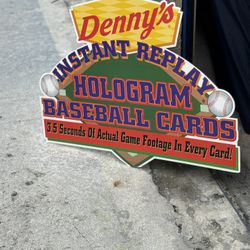 Denny's
INSTANT REPLAY
HOLOGRAM
BASEBALL CARDS
3.5 Seconds Of Actual Game Footage In Every Card!